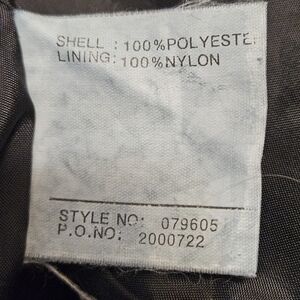 SHELL : 100%POLYESTE
LINING: 100%NYLON
STYLE NO: 079605
P.O.NO: 2000722